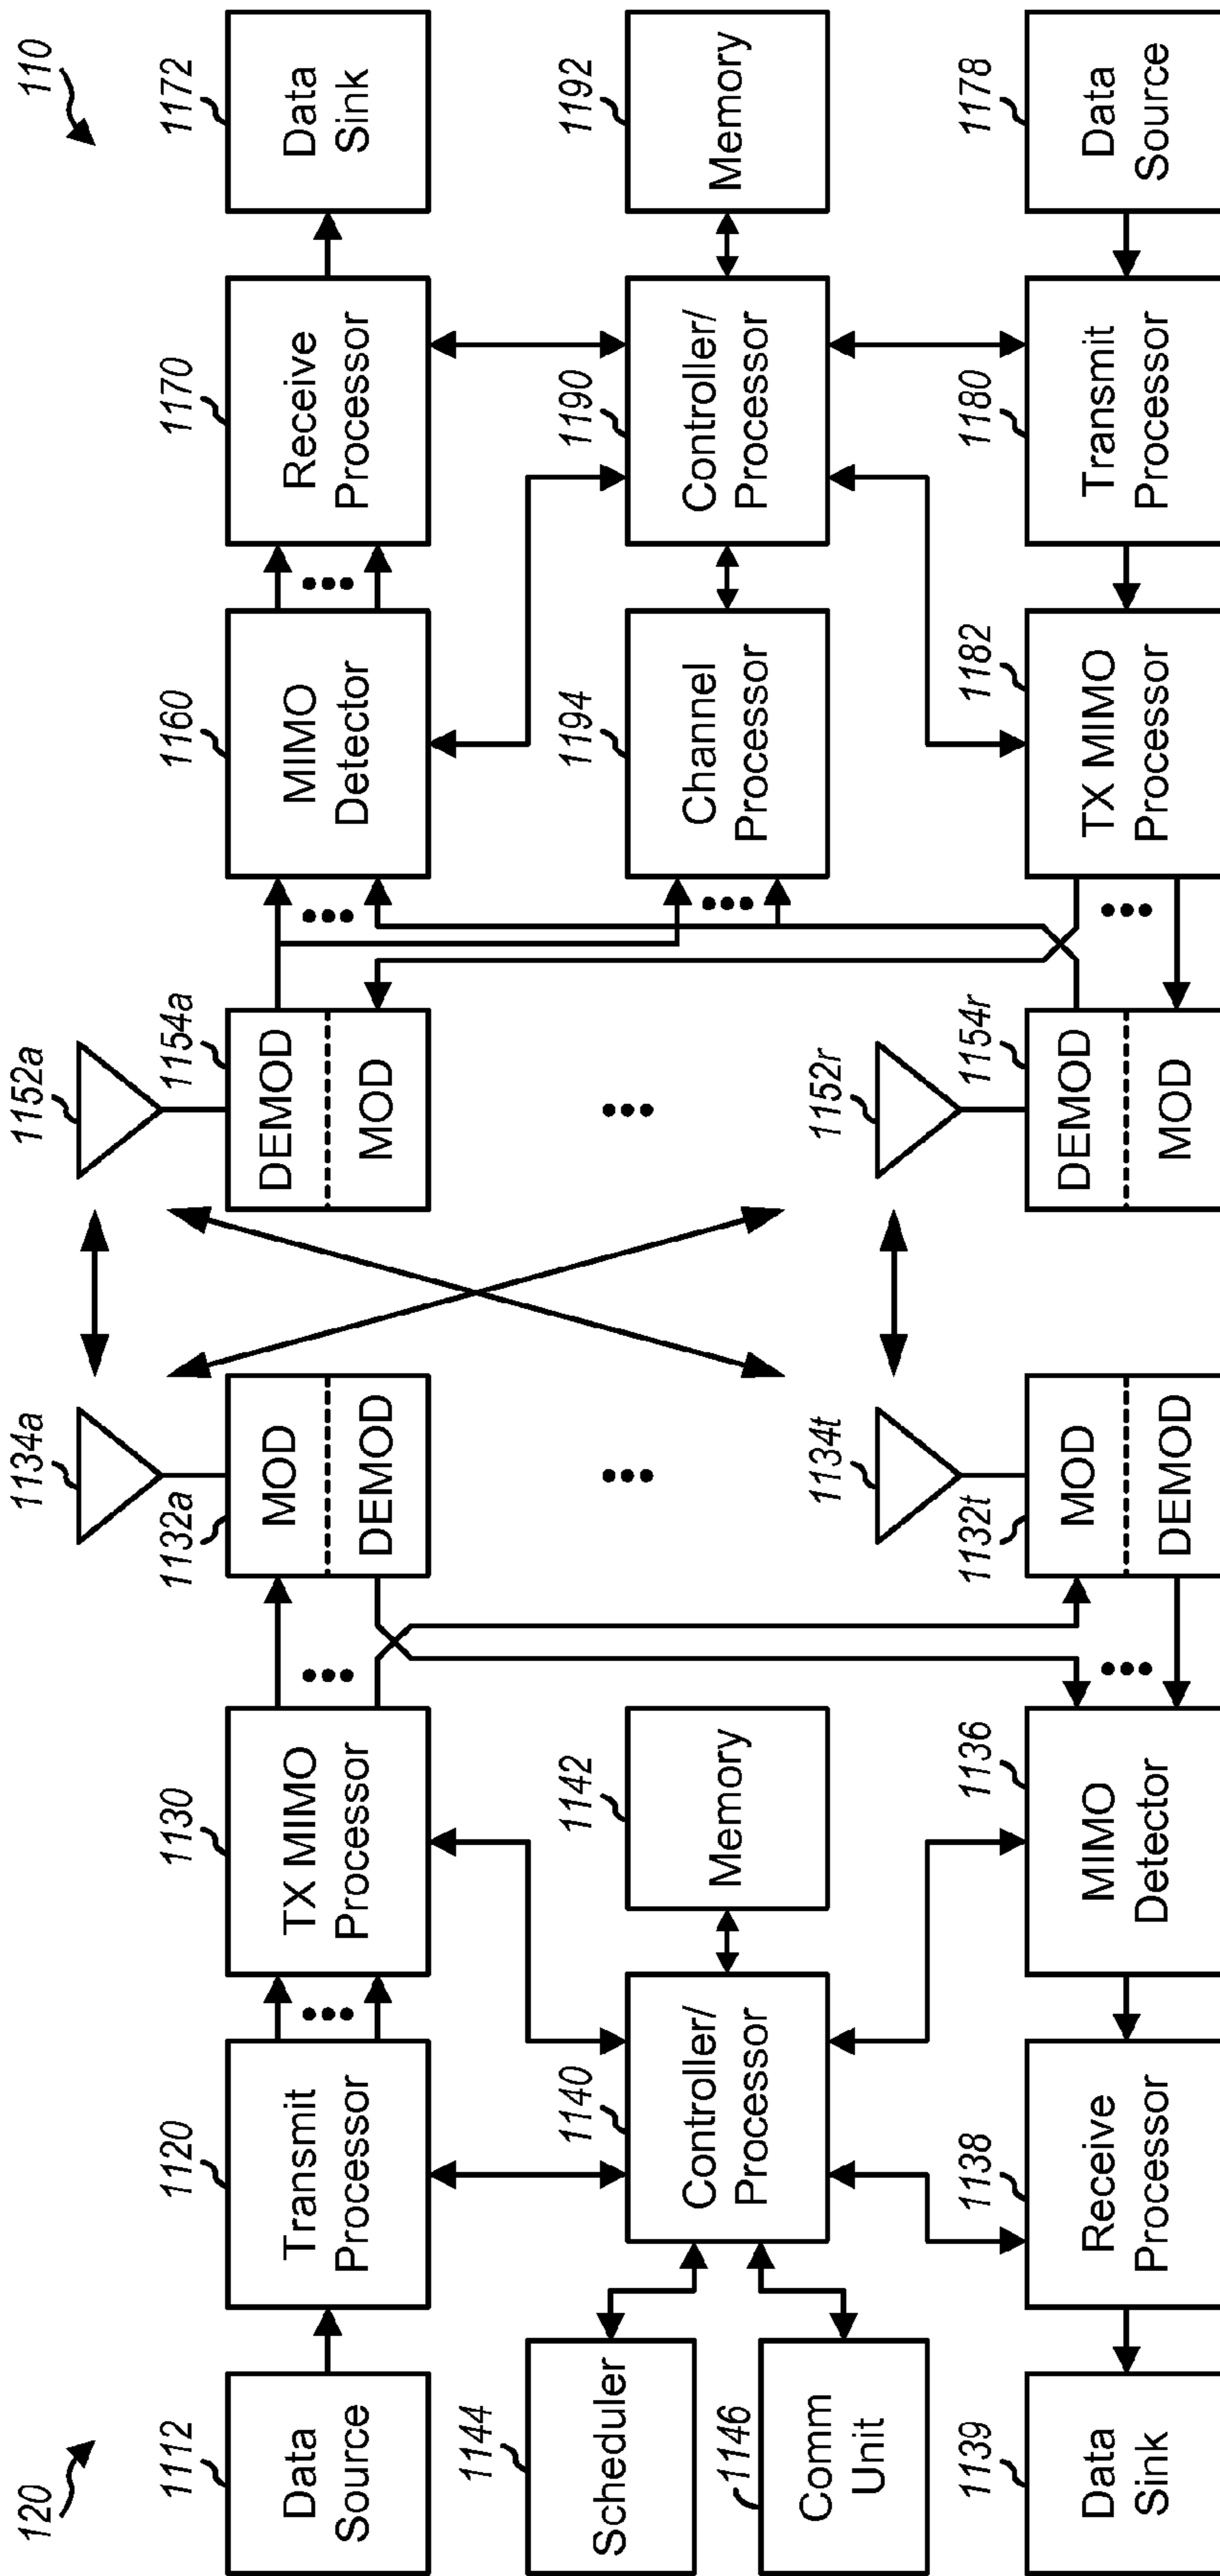 120
1112
Data
Source
1120
Transmit
Processor
1130
TX MIMO
Processor
1132a
MOD
DEMOD
1134a
1144
Scheduler
1146
Comm
Unit
1140
Controller/
Processor
1142
Memory
1139
Data
Sink
1138
Receive
Processor
1136
MIMO
Detector
1132t
MOD
DEMOD
1134t
110
1152a
1154a
DEMOD
MOD
1160
MIMO
Detector
1170
Receive
Processor
1172
Data
Sink
1194
Channel
Processor
1190
Controller/
Processor
1192
Memory
1152r
1154r
DEMOD
MOD
1182
TX MIMO
Processor
1180
Transmit
Processor
1178
Data
Source